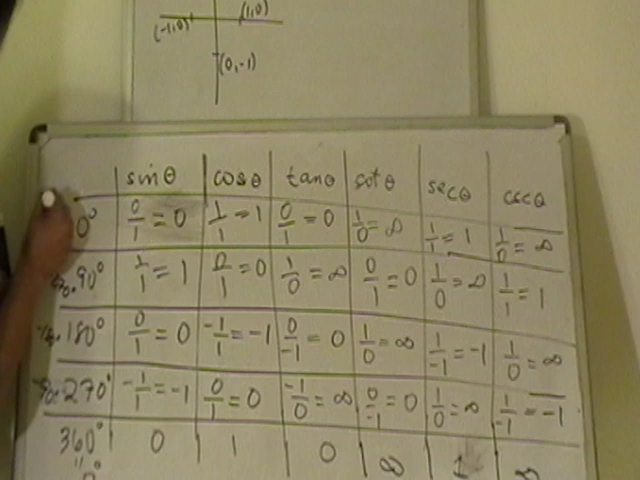 (-1,0) (1,0)
(0,-1)
sinθ cosθ tanθ cotθ secθ cscθ
0° 0/1 = 0 1/1 = 1 0/1 = 0 1/0 = ∞ 1/1 = 1 1/0 = ∞
90° 1/1 = 1 0/1 = 0 1/0 = ∞ 0/1 = 0 1/0 = ∞ 1/1 = 1
180° 0/1 = 0 -1/1 = -1 0/-1 = 0 1/0 = ∞ 1/-1 = -1 1/0 = ∞
270° -1/1 = -1 0/1 = 0 -1/0 = ∞ 0/-1 = 0 1/0 = ∞ 1/-1 = -1
360° 0 1 0 ∞ 1 ∞